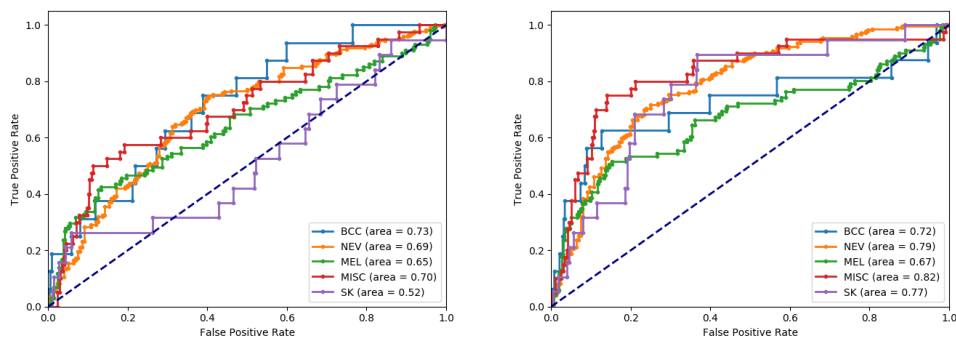 1.0
0.8
0.6
0.4
0.2
0.0
True Positive Rate
0.0 0.2 0.4 0.6 0.8 1.0
False Positive Rate
BCC (area = 0.73)
NEV (area = 0.69)
MEL (area = 0.65)
MISC (area = 0.70)
SK (area = 0.52)
1.0
0.8
0.6
0.4
0.2
0.0
True Positive Rate
0.0 0.2 0.4 0.6 0.8 1.0
False Positive Rate
BCC (area = 0.72)
NEV (area = 0.79)
MEL (area = 0.67)
MISC (area = 0.82)
SK (area = 0.77)